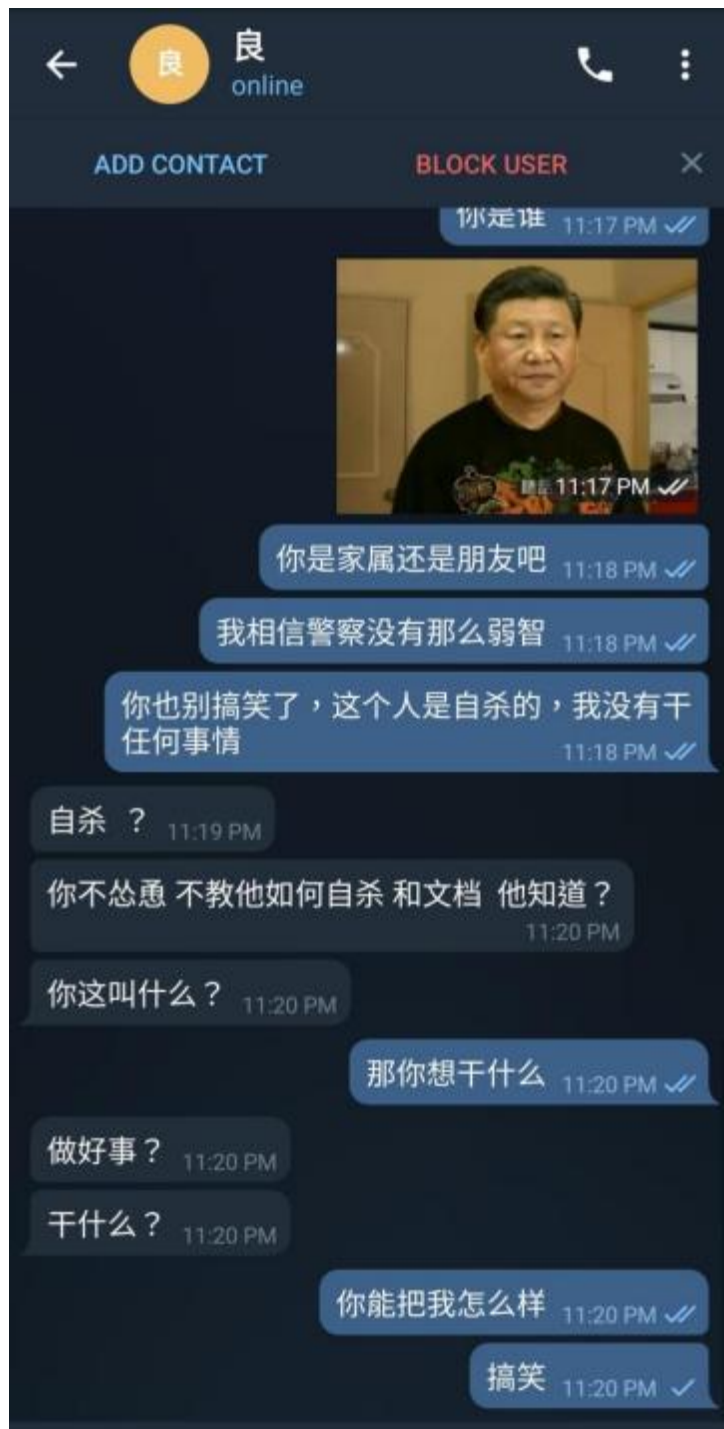 良
良
online
ADD CONTACT
BLOCK USER
你是谁 11:17 PM
11:17 PM
你是家属还是朋友吧 11:18 PM
我相信警察没有那么弱智 11:18 PM
你也别搞笑了，这个人是自杀的，我没有干
任何事情
11:18 PM
自杀 ？ 11:19 PM
你不怂恿 不教他如何自杀 和文档 他知道？
11:20 PM
你这叫什么？ 11:20 PM
那你想干什么 11:20 PM
做好事？ 11:20 PM
干什么？ 11:20 PM
你能把我怎么样 11:20 PM
搞笑 11:20 PM